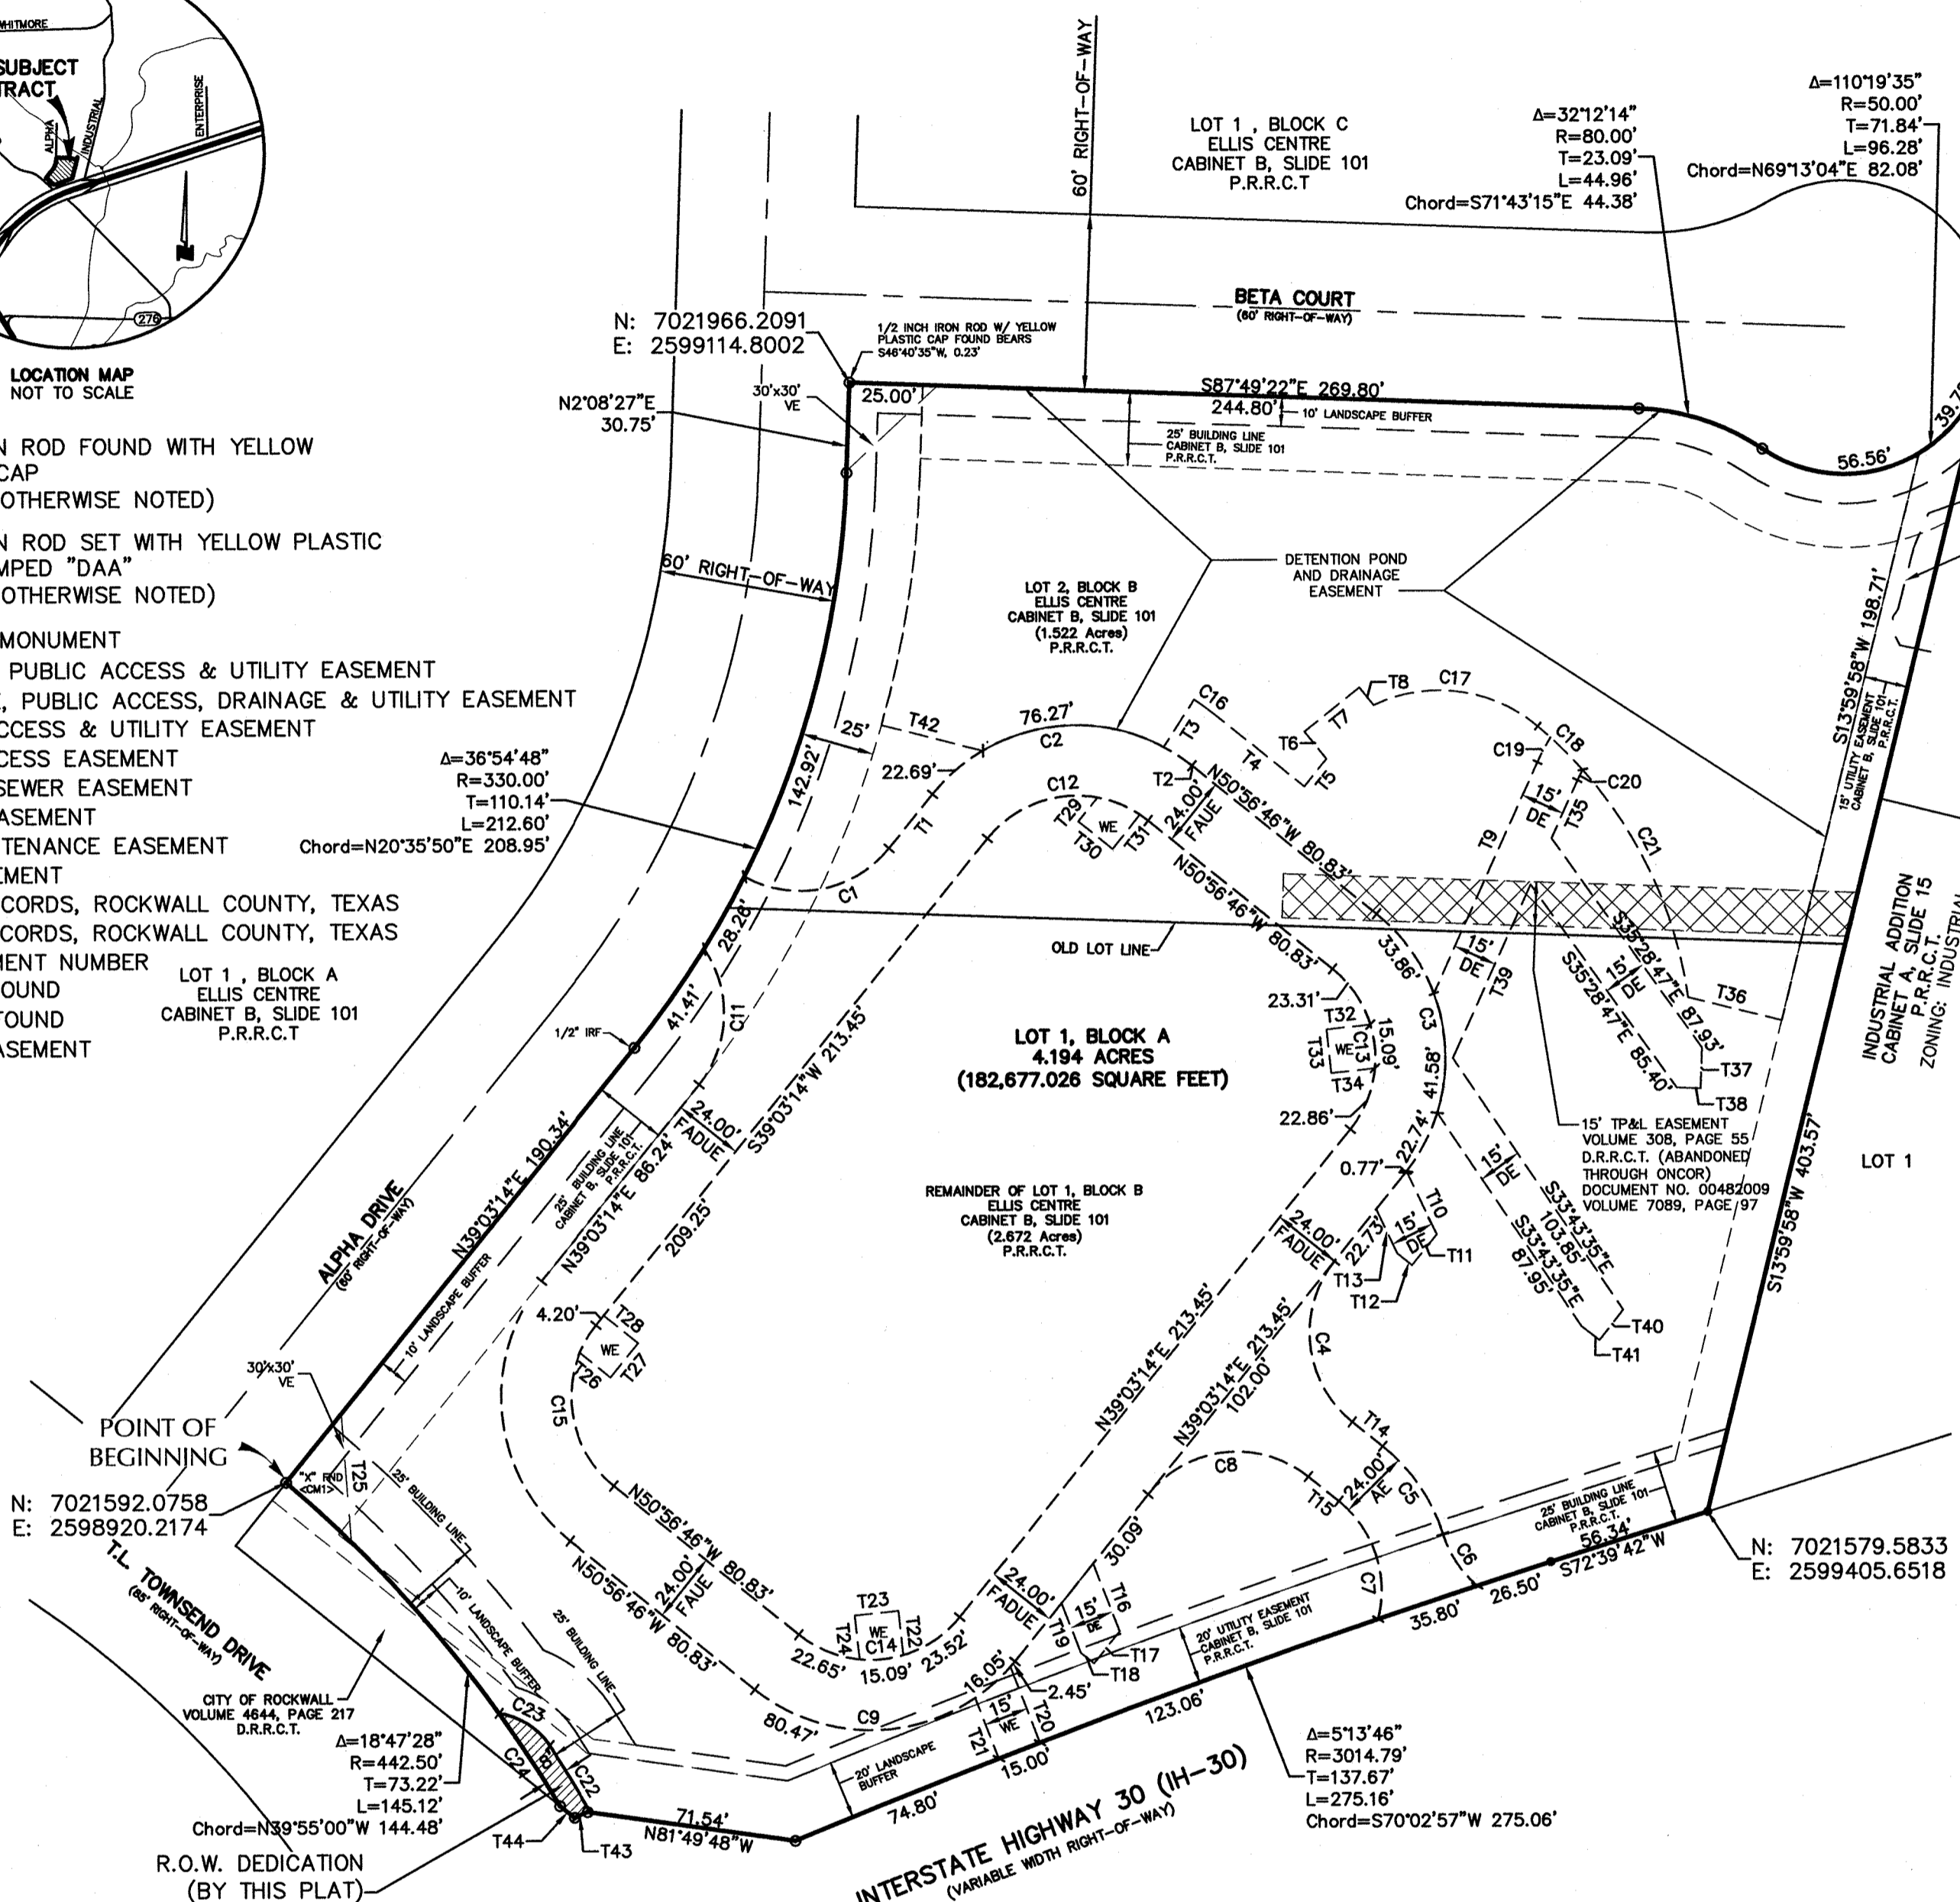 WHITMORE
SUBJECT
TRACT
ALPHA
INDUSTRIAL
ENTERPRISE
276
N
LOCATION MAP
NOT TO SCALE
N ROD FOUND WITH YELLOW
CAP
OTHERWISE NOTED)
N ROD SET WITH YELLOW PLASTIC
MPED "DAA"
OTHERWISE NOTED)
MONUMENT
PUBLIC ACCESS & UTILITY EASEMENT
, PUBLIC ACCESS, DRAINAGE & UTILITY EASEMENT
CCESS & UTILITY EASEMENT
CESS EASEMENT
SEWER EASEMENT
ASEMENT
TENANCE EASEMENT
EMENT
CORDS, ROCKWALL COUNTY, TEXAS
CORDS, ROCKWALL COUNTY, TEXAS
MENT NUMBER
OUND
FOUND
ASEMENT
LOT 1 , BLOCK A
ELLIS CENTRE
CABINET B, SLIDE 101
P.R.R.C.T
60' RIGHT-OF-WAY
LOT 1 , BLOCK C
ELLIS CENTRE
CABINET B, SLIDE 101
P.R.R.C.T
Δ=32°12'14"
R=80.00'
T=23.09'
L=44.96'
Chord=S71°43'15"E 44.38'
Δ=110°19'35"
R=50.00'
T=71.84'
L=96.28'
Chord=N69°13'04"E 82.08'
BETA COURT
(60' RIGHT-OF-WAY)
N: 7021966.2091
E: 2599114.8002
1/2 INCH IRON ROD W/ YELLOW
PLASTIC CAP FOUND BEARS
S46°40'35"W, 0.23'
N2°08'27"E
30.75'
30'x30'
VE
25.00'
S87°49'22"E 269.80'
244.80'
10' LANDSCAPE BUFFER
25' BUILDING LINE
CABINET B, SLIDE 101
P.R.R.C.T.
56.56'
39.7
60' RIGHT-OF-WAY
LOT 2, BLOCK B
ELLIS CENTRE
CABINET B, SLIDE 101
(1.522 Acres)
P.R.R.C.T.
DETENTION POND
AND DRAINAGE
EASEMENT
S13°59'58"W 198.71'
15' UTILITY EASEMENT
CABINET B, SLIDE 101
P.R.R.C.T.
Δ=36°54'48"
R=330.00'
T=110.14'
L=212.60'
Chord=N20°35'50"E 208.95'
142.92'
25'
T42
76.27'
C2
22.69'
T1
C1
C16
T3
T4
T5
T6
T7
T8
C17
C18
C19
C20
C21
T2
24.00'
FAUE
N50°56'46"W 80.83'
N50°56'46"W 80.83'
C12
T29
WE
T30
T31
T9
15'
DE
T35
28.26'
41.41'
C11
1/2" IRF
OLD LOT LINE
33.86'
23.31'
15'
DE
T39
S35°28'47"E 87.93'
15'
DE
S35°28'47"E 85.40'
T36
T37
T38
INDUSTRIAL ADDITION
CABINET A, SLIDE 15
P.R.R.C.T.
ZONING: INDUSTRIAL
LOT 1
LOT 1, BLOCK A
4.194 ACRES
(182,677.026 SQUARE FEET)
T32
T33
WE
C13
T34
15.09'
C3
41.58'
22.86'
22.74'
0.77'
15' TP&L EASEMENT
VOLUME 308, PAGE 55
D.R.R.C.T. (ABANDONED
THROUGH ONCOR)
DOCUMENT NO. 00482009
VOLUME 7089, PAGE 97
REMAINDER OF LOT 1, BLOCK B
ELLIS CENTRE
CABINET B, SLIDE 101
(2.672 Acres)
P.R.R.C.T.
S39°03'14"W 213.45'
24.00'
FADUE
209.25'
N39°03'14"E 190.34'
25' BUILDING LINE
CABINET B, SLIDE 101
P.R.R.C.T.
N39°03'14"E 86.24'
ALPHA DRIVE
(60' RIGHT-OF-WAY)
10' LANDSCAPE BUFFER
24.00'
FADUE
22.73'
T10
15'
DE
T11
T12
T13
15'
DE
S33°43'35"E
103.85'
S33°43'35"E
87.95'
T40
T41
S13°59'58"W 403.57'
4.20'
T28
WE
T27
T26
C15
N39°03'14"E 213.45'
N39°03'14"E 213.45'
102.00'
C4
T14
C8
T15
24.00'
AE
C5
C6
C7
30'x30'
VE
POINT OF
BEGINNING
"X" FND
<CM1>
T25
N: 7021592.0758
E: 2598920.2174
25' BUILDING LINE
10' LANDSCAPE BUFFER
25' BUILDING LINE
T.L. TOWNSEND DRIVE
(85' RIGHT-OF-WAY)
CITY OF ROCKWALL
VOLUME 4644, PAGE 217
D.R.R.C.T.
N50°56'46"W 80.83'
24.00'
FAUE
N50°56'46"W 80.83'
T23
T24
WE
C14
T22
22.65'
15.09'
23.52'
24.00'
FADUE
30.09'
T16
15'
DE
T19
T17
T18
16.05'
2.45'
15'
WE
T20
T21
80.47'
C9
20' UTILITY EASEMENT
CABINET B, SLIDE 101
P.R.R.C.T.
25' BUILDING LINE
CABINET B, SLIDE 101
P.R.R.C.T.
56.34'
S72°39'42"W
26.50'
35.80'
N: 7021579.5833
E: 2599405.6518
123.06'
15.00'
74.80'
20' LANDSCAPE
BUFFER
Δ=18°47'28"
R=442.50'
T=73.22'
L=145.12'
Chord=N39°55'00"W 144.48'
C23
C24
8'
C22
71.54'
N81°49'48"W
T44
T43
R.O.W. DEDICATION
(BY THIS PLAT)
INTERSTATE HIGHWAY 30 (IH-30)
(VARIABLE WIDTH RIGHT-OF-WAY)
Δ=5°13'46"
R=3014.79'
T=137.67'
L=275.16'
Chord=S70°02'57"W 275.06'